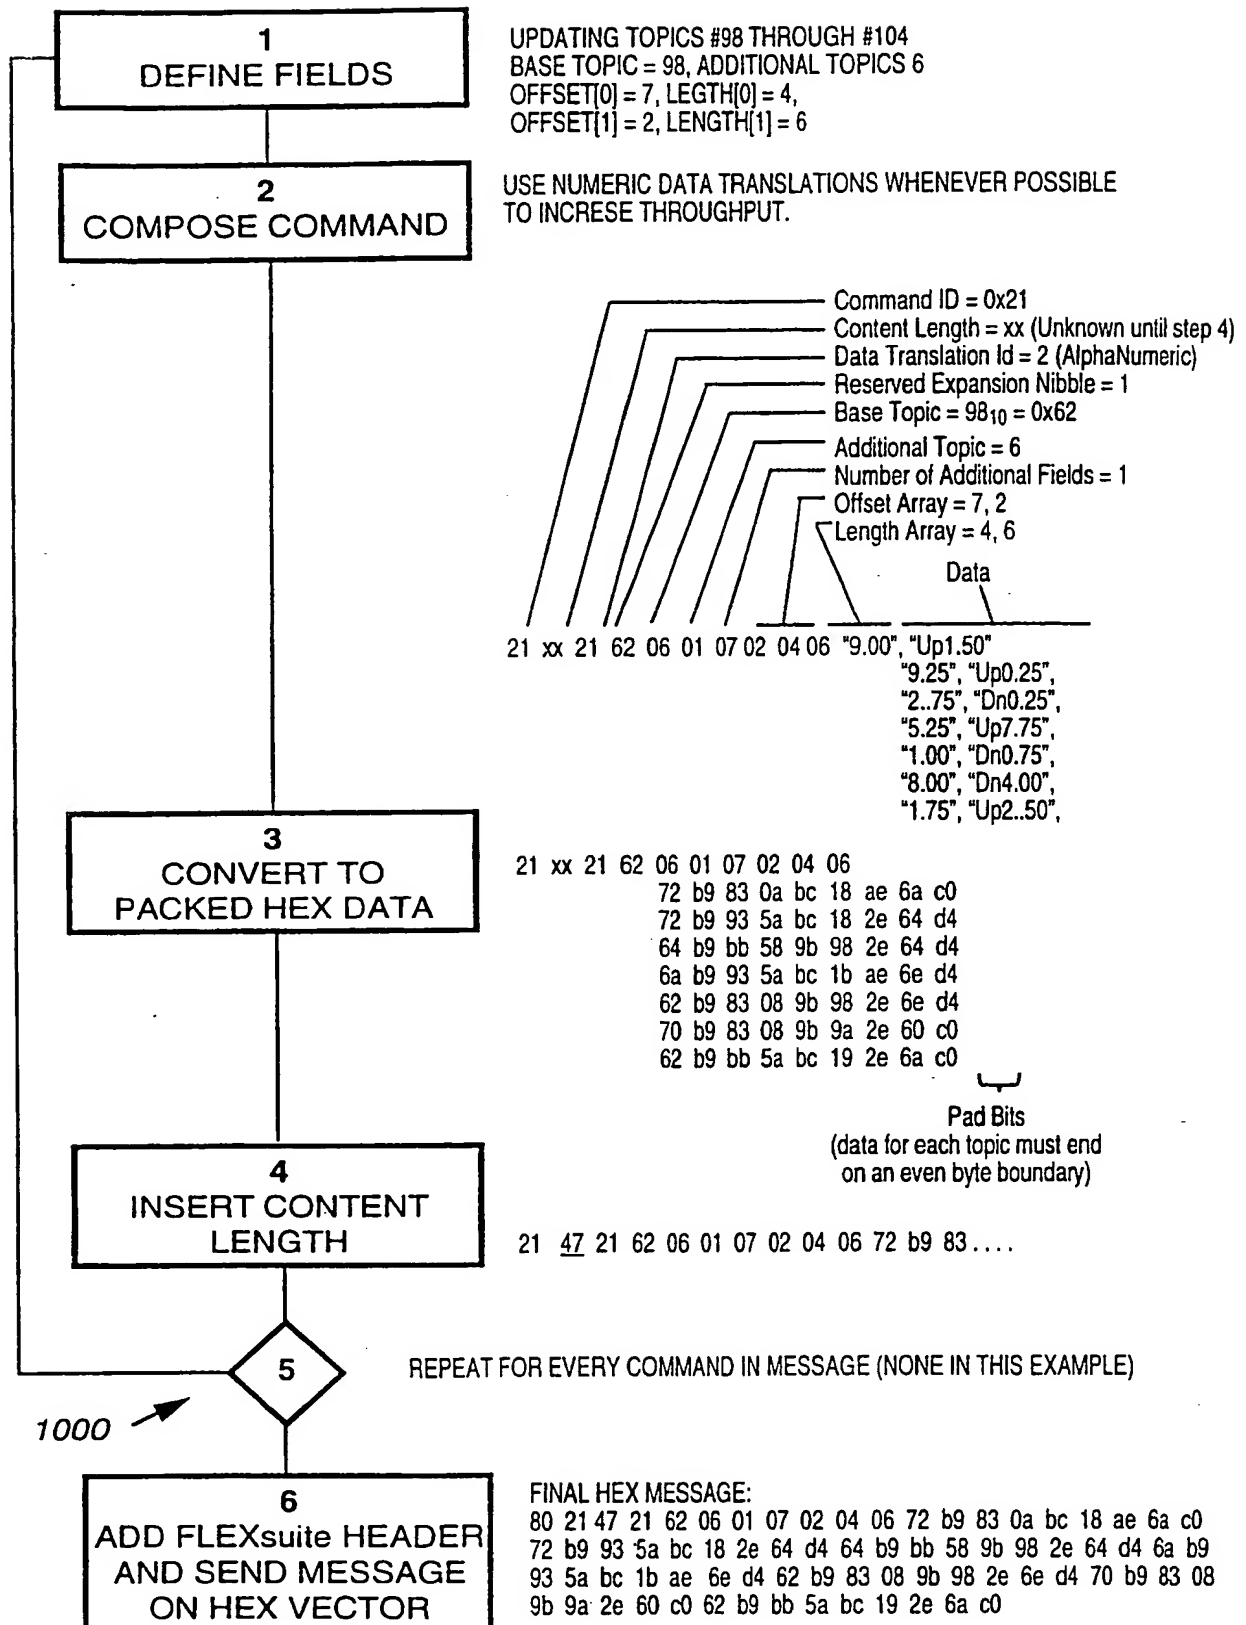 1
DEFINE FIELDS
UPDATING TOPICS #98 THROUGH #104
BASE TOPIC = 98, ADDITIONAL TOPICS 6
OFFSET[0] = 7, LEGTH[0] = 4,
OFFSET[1] = 2, LENGTH[1] = 6
2
COMPOSE COMMAND
USE NUMERIC DATA TRANSLATIONS WHENEVER POSSIBLE
TO INCRESE THROUGHPUT.
Command ID = 0x21
Content Length = xx (Unknown until step 4)
Data Translation Id = 2 (AlphaNumeric)
Reserved Expansion Nibble = 1
Base Topic = 98₁₀ = 0x62
Additional Topic = 6
Number of Additional Fields = 1
Offset Array = 7, 2
Length Array = 4, 6
Data
21 xx 21 62 06 01 07 02 04 06 "9.00", "Up1.50"
"9.25", "Up0.25",
"2..75", "Dn0.25",
"5.25", "Up7.75",
"1.00", "Dn0.75",
"8.00", "Dn4.00",
"1.75", "Up2..50",
3
CONVERT TO
PACKED HEX DATA
21 xx 21 62 06 01 07 02 04 06
72 b9 83 0a bc 18 ae 6a c0
72 b9 93 5a bc 18 2e 64 d4
64 b9 bb 58 9b 98 2e 64 d4
6a b9 93 5a bc 1b ae 6e d4
62 b9 83 08 9b 98 2e 6e d4
70 b9 83 08 9b 9a 2e 60 c0
62 b9 bb 5a bc 19 2e 6a c0
Pad Bits
(data for each topic must end
on an even byte boundary)
4
INSERT CONTENT
LENGTH
21 47 21 62 06 01 07 02 04 06 72 b9 83....
5
REPEAT FOR EVERY COMMAND IN MESSAGE (NONE IN THIS EXAMPLE)
1000
6
ADD FLEXsuite HEADER
AND SEND MESSAGE
ON HEX VECTOR
FINAL HEX MESSAGE:
80 21 47 21 62 06 01 07 02 04 06 72 b9 83 0a bc 18 ae 6a c0
72 b9 93 5a bc 18 2e 64 d4 64 b9 bb 58 9b 98 2e 64 d4 6a b9
93 5a bc 1b ae 6e d4 62 b9 83 08 9b 98 2e 6e d4 70 b9 83 08
9b 9a 2e 60 c0 62 b9 bb 5a bc 19 2e 6a c0